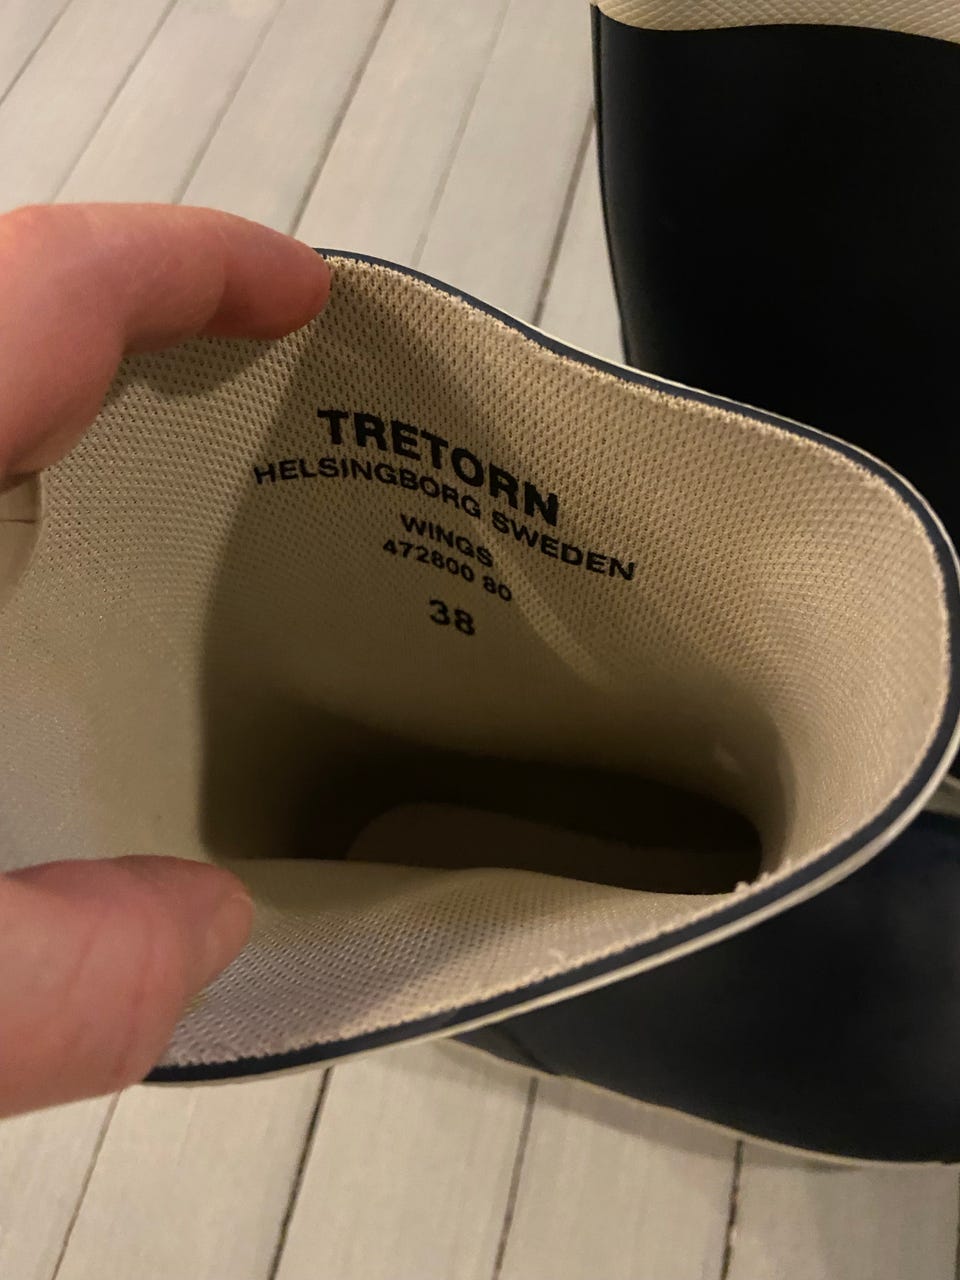 TRETORN
HELSINGBORG SWEDEN
WINGS
472800 80
38